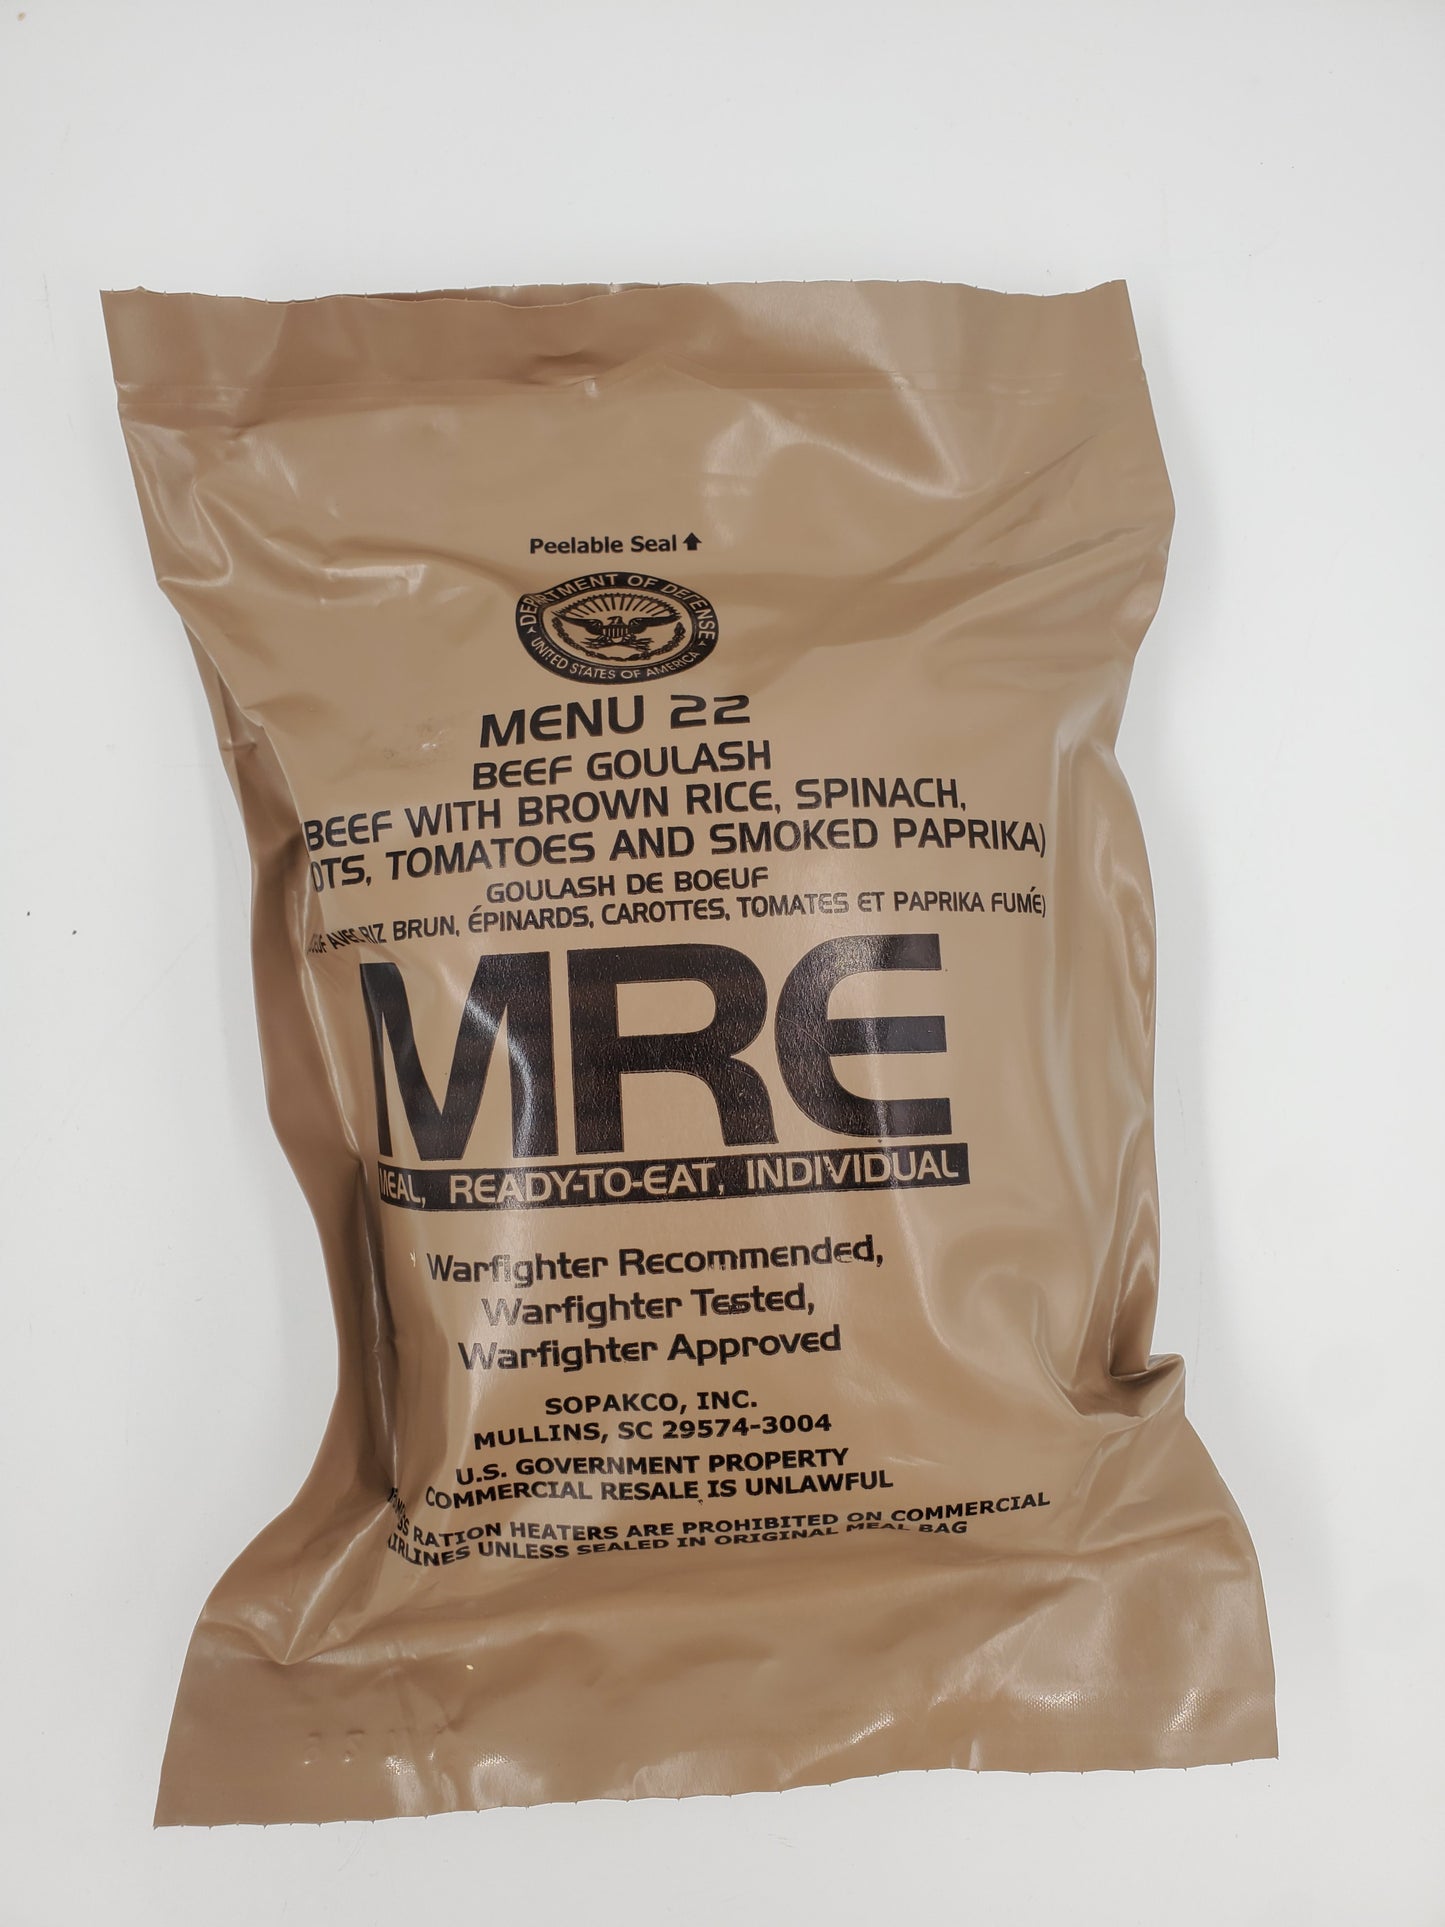 Peelable Seal
DEPARTMENT OF DEFENSE
UNITED STATES OF AMERICA
MENU 22
BEEF GOULASH
(BEEF WITH BROWN RICE, SPINACH,
OTS, TOMATOES AND SMOKED PAPRIKA)
GOULASH DE BOEUF
AVEC RIZ BRUN, ÉPINARDS, CAROTTES, TOMATES ET PAPRIKA FUMÉ)
MRE
MEAL, READY-TO-EAT, INDIVIDUAL
Warfighter Recommended,
Warfighter Tested,
Warfighter Approved
SOPAKCO, INC.
MULLINS, SC 29574-3004
U.S. GOVERNMENT PROPERTY
COMMERCIAL RESALE IS UNLAWFUL
RATION HEATERS ARE PROHIBITED ON COMMERCIAL
AIRLINES UNLESS SEALED IN ORIGINAL MEAL BAG